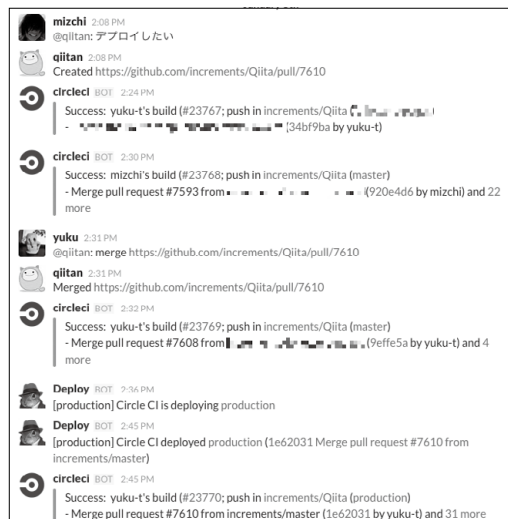 mizchi 2:08 PM
@qiitan: デプロイしたい
qiitan 2:08 PM
Created https://github.com/increments/Qiita/pull/7610
circleci BOT 2:24 PM
Success: yuku-t's build (#23767; push in increments/Qiita (
- (34bf9ba by yuku-t)
circleci BOT 2:30 PM
Success: mizchi's build (#23768; push in increments/Qiita (master)
- Merge pull request #7593 from (920e4d6 by mizchi) and 22
more
yuku 2:31 PM
@qiitan: merge https://github.com/increments/Qiita/pull/7610
qiitan 2:31 PM
Merged https://github.com/increments/Qiita/pull/7610
circleci BOT 2:32 PM
Success: yuku-t's build (#23769; push in increments/Qiita (master)
- Merge pull request #7608 from (9effe5a by yuku-t) and 4
more
Deploy BOT 2:36 PM
[production] Circle CI is deploying production
Deploy BOT 2:45 PM
[production] Circle CI deployed production (1e62031 Merge pull request #7610 from
increments/master)
circleci BOT 2:45 PM
Success: yuku-t's build (#23770; push in increments/Qiita (production)
- Merge pull request #7610 from increments/master (1e62031 by yuku-t) and 31 more